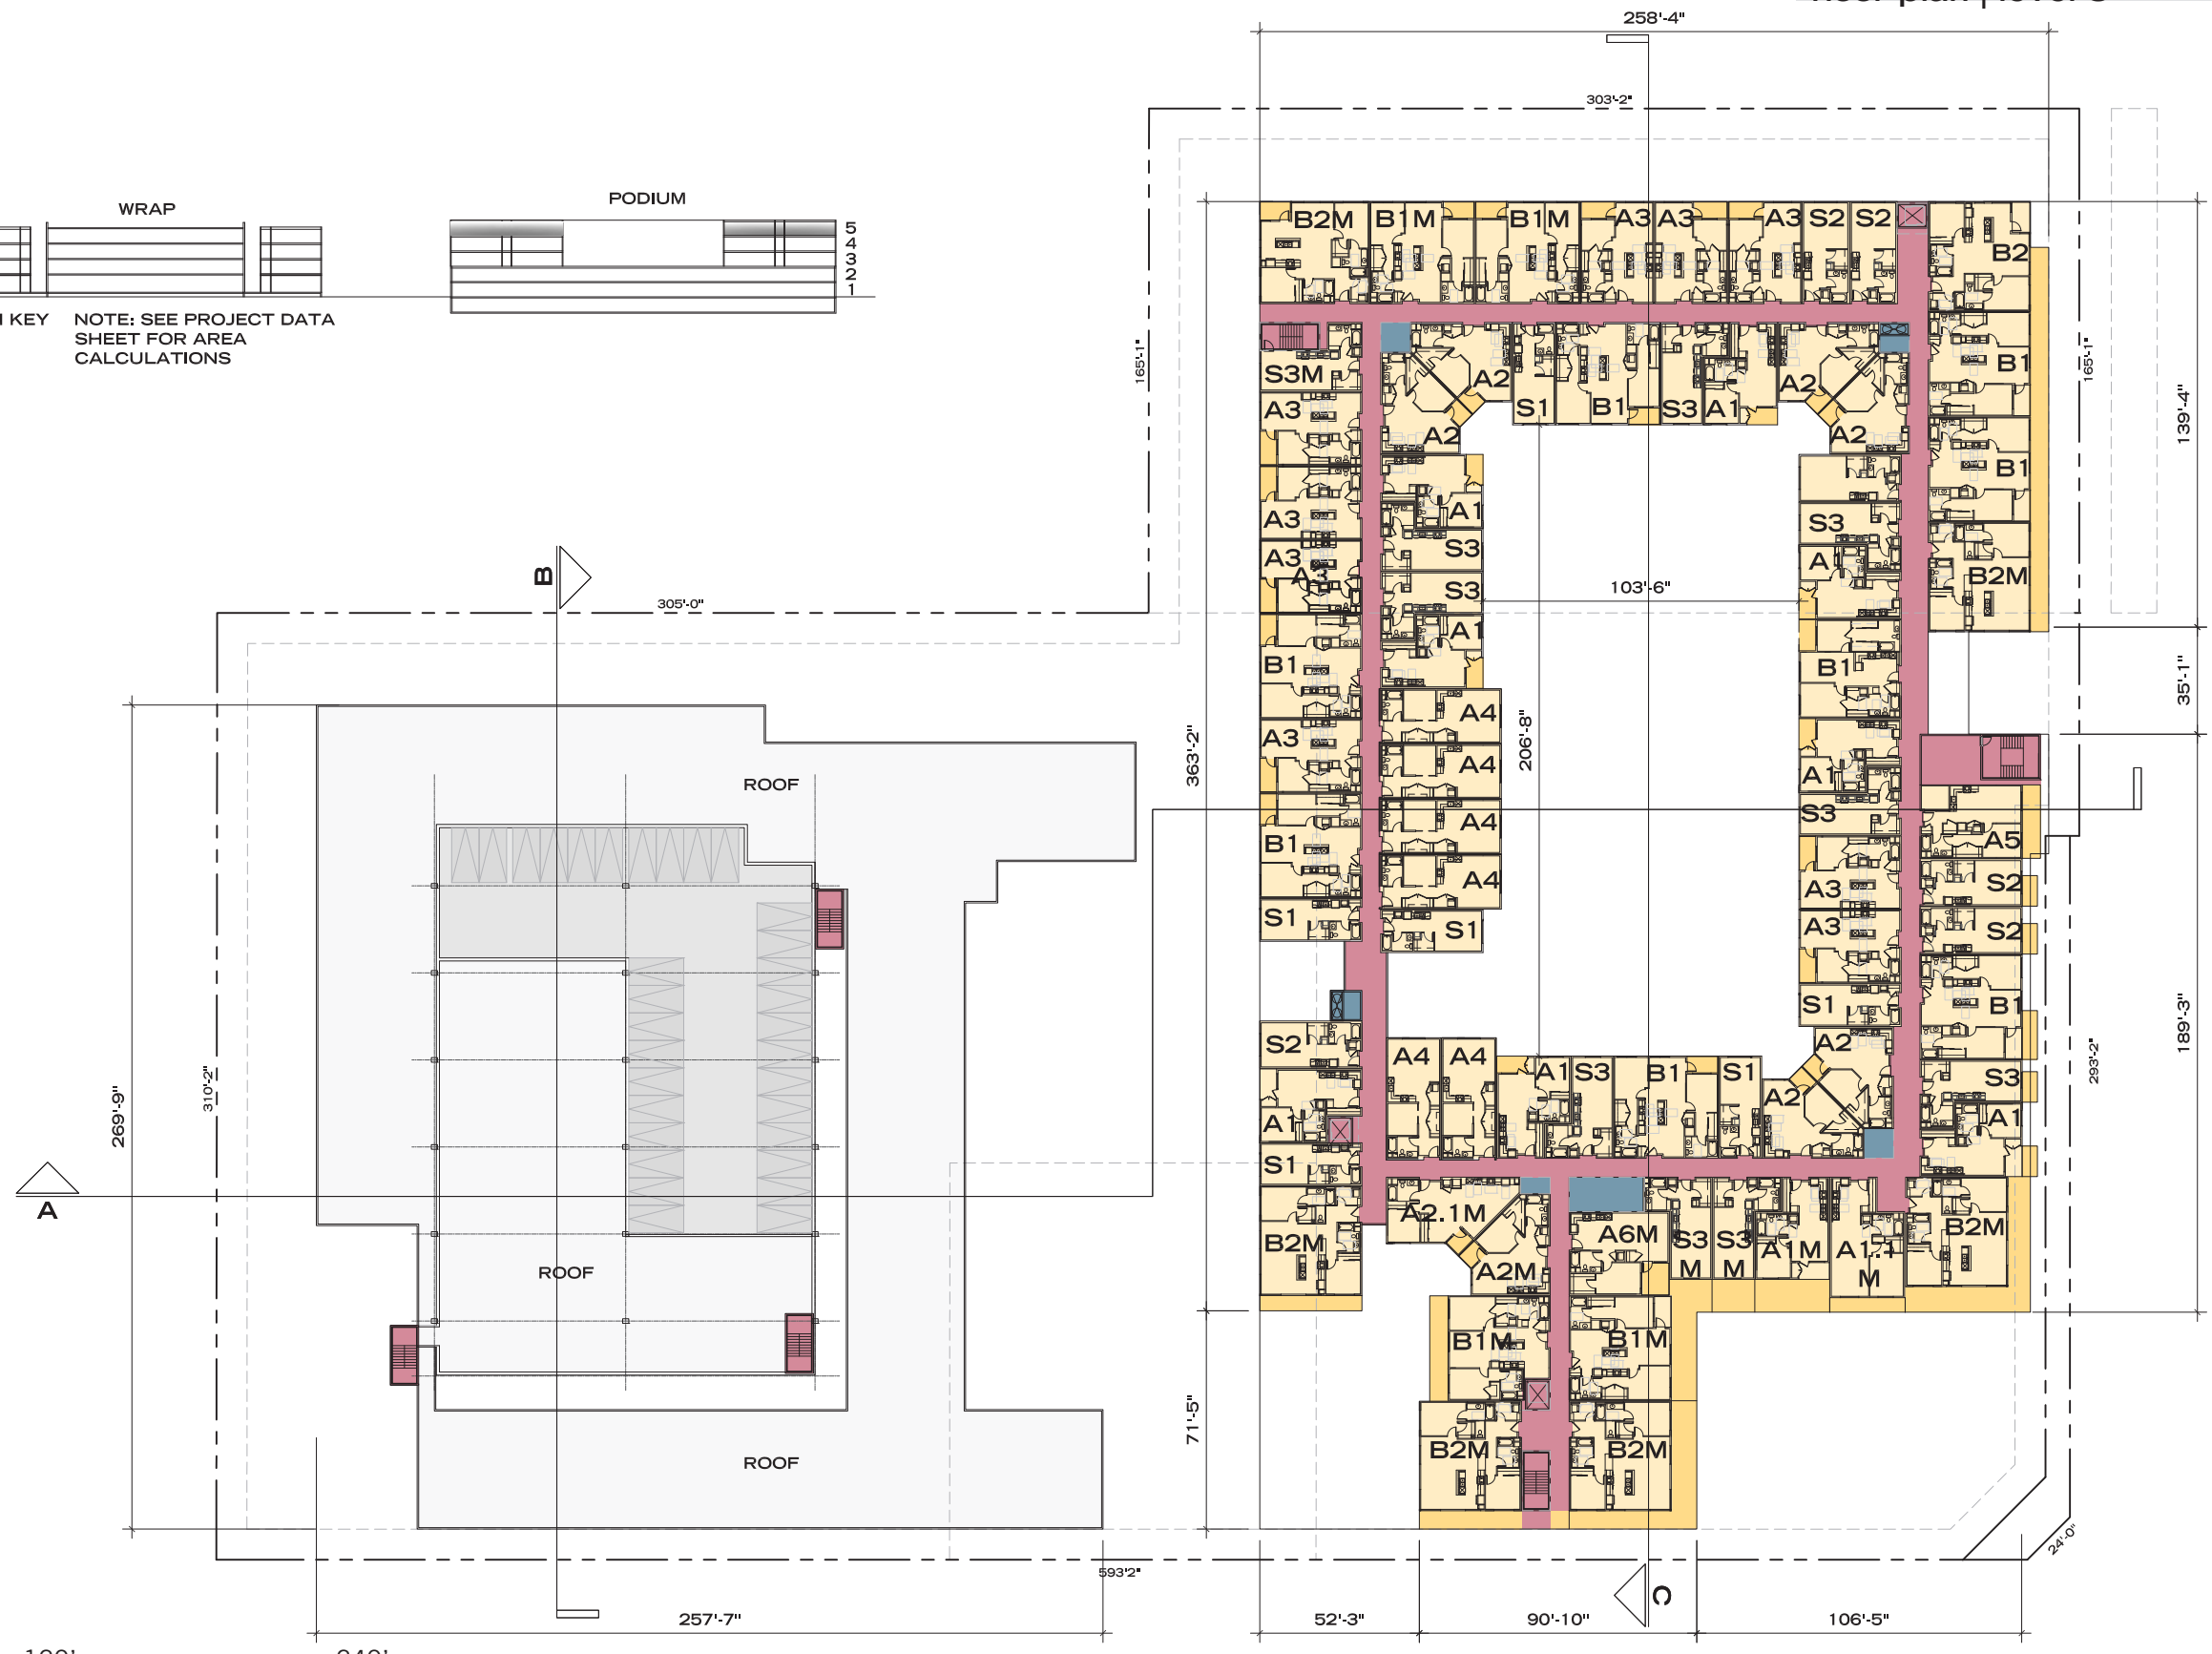 258'-4"
303'-2"
WRAP
PODIUM
5
4
3
2
1
KEY
NOTE: SEE PROJECT DATA
SHEET FOR AREA
CALCULATIONS
B2M
B1M
B1M
A3
A3
A3
S2
S2
B2
165'-1"
165'-1"
139'-4"
S3M
A2
S1
B1
S3
A1
A2
B1
A3
A2
A2
B1
A3
A1
S3
S3
A1
B2M
A3
A3
S3
103'-6"
B
305'-0"
A1
B1
B1
35'-1"
A4
206'-8"
363'-2"
A3
A4
A1
ROOF
S3
A4
B1
A5
A4
A3
S2
S1
S1
A3
S2
S1
B1
S2
A4
A4
A1
S3
B1
S1
A2
A2
S3
189'-3"
293'-2"
310'-2"
269'-9"
A1
A1
S1
A
A2.1M
B2M
A6M
S3
M
S3
M
A1M
A1.1
M
B2M
ROOF
A2M
B1M
B1M
71'-5"
B2M
B2M
ROOF
24'-0"
593'2"
C
257'-7"
52'-3"
90'-10"
106'-5"